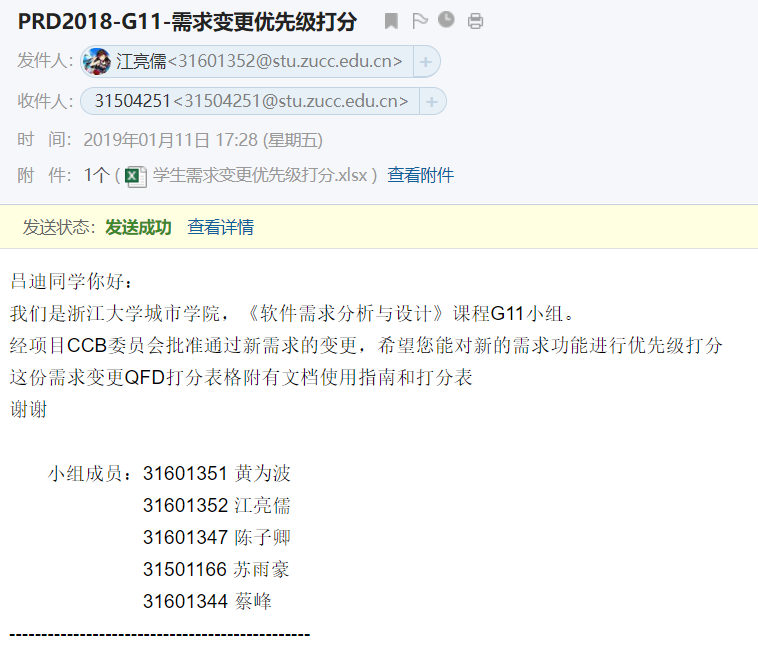 PRD2018-G11-需求变更优先级打分
发件人：江亮儒<31601352@stu.zucc.edu.cn> +
收件人：31504251<31504251@stu.zucc.edu.cn> +
时 间：2019年01月11日 17:28 (星期五)
附 件：1个 ( 学生需求变更优先级打分.xlsx ) 查看附件
发送状态：发送成功 查看详情
吕迪同学你好：
我们是浙江大学城市学院，《软件需求分析与设计》课程G11小组。
经项目CCB委员会批准通过新需求的变更，希望您能对新的需求功能进行优先级打分
这份需求变更QFD打分表格附有文档使用指南和打分表
谢谢
小组成员：31601351 黄为波
31601352 江亮儒
31601347 陈子卿
31501166 苏雨豪
31601344 蔡峰
-----------------------------------------------